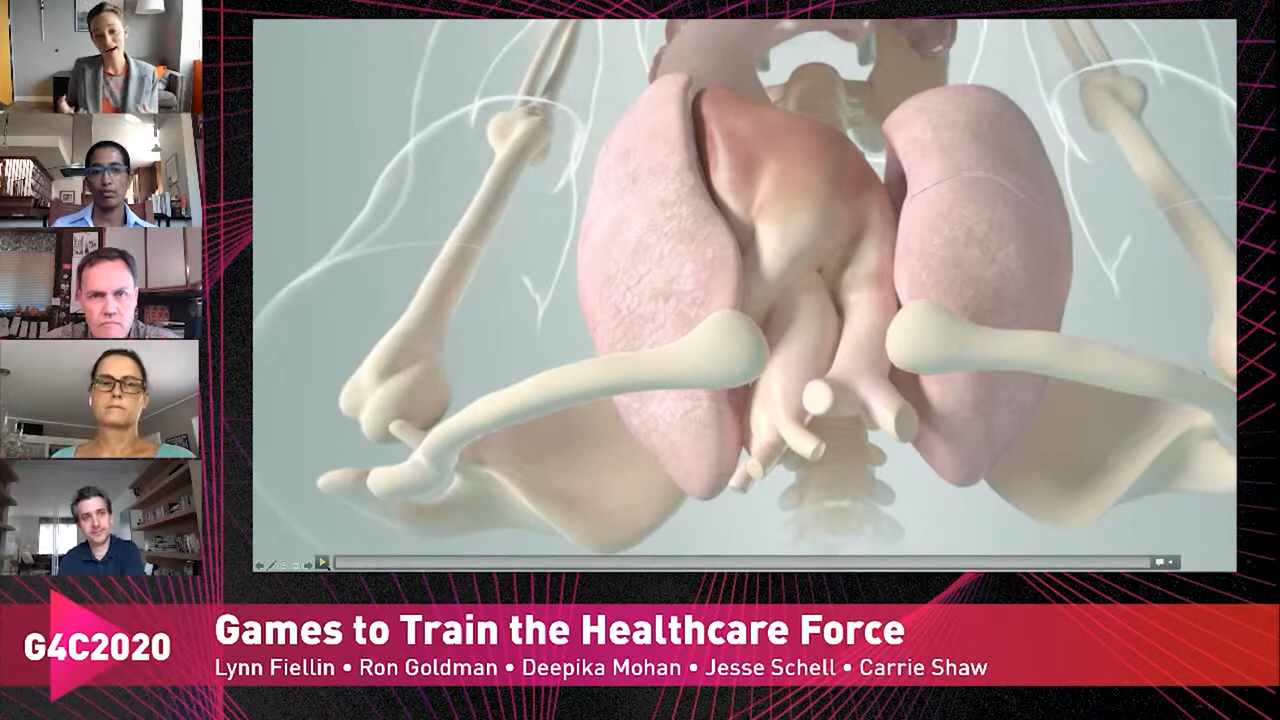 G4C2020
Games to Train the Healthcare Force
Lynn Fiellin • Ron Goldman • Deepika Mohan • Jesse Schell • Carrie Shaw